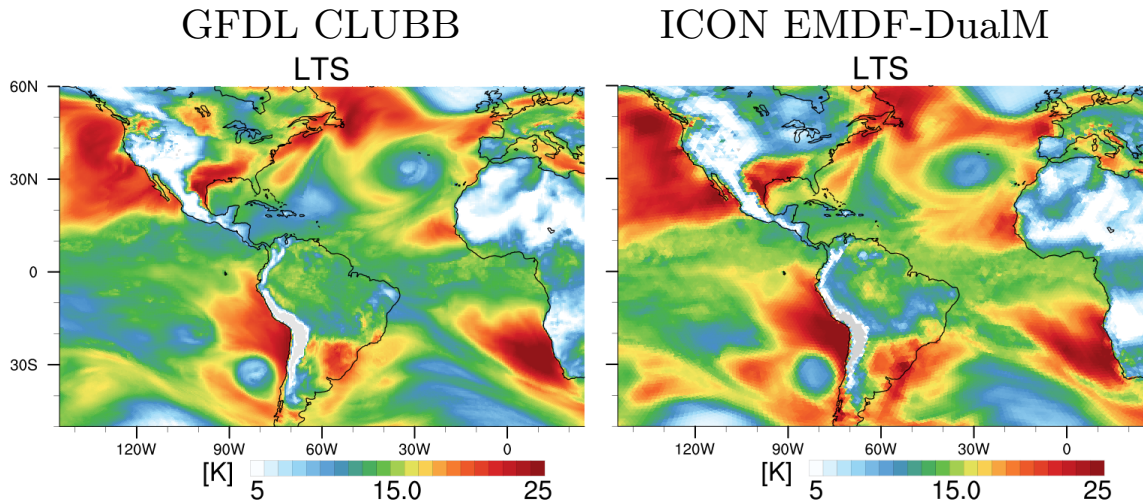 GFDL CLUBB
ICON EMDF-DualM
LTS
LTS
60N
30N
0
30S
120W 90W 60W 30W 0
120W 90W 60W 30W 0
[K] 5 15.0 25
[K] 5 15.0 25